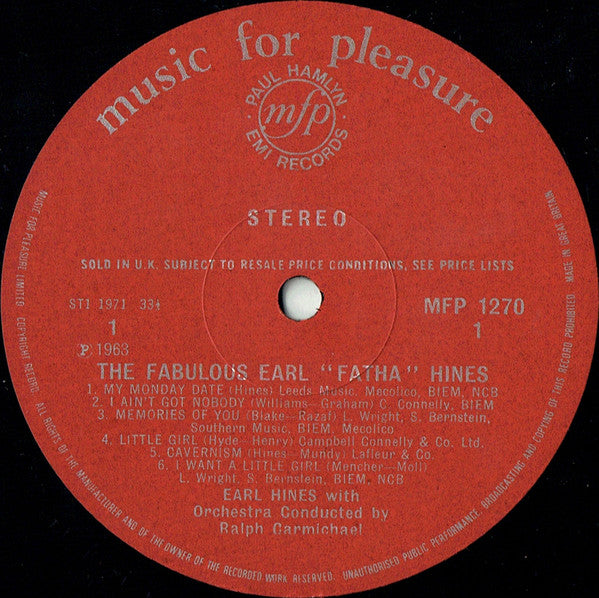 music for pleasure
PAUL HAMLYN
mfp
EMI RECORDS
STEREO
SOLD IN U.K. SUBJECT TO RESALE PRICE CONDITIONS, SEE PRICE LISTS
ST1 1971 33⅓
MFP 1270
1
1
℗ 1963
THE FABULOUS EARL "FATHA" HINES
1. MY MONDAY DATE (Hines) Leeds Music, Mecolico, BIEM, NCB
2. I AIN'T GOT NOBODY (Williams—Graham) C. Connelly, BIEM
3. MEMORIES OF YOU (Blake—Razaf) L. Wright, S. Bernstein,
Southern Music, BIEM, Mecolico
4. LITTLE GIRL (Hyde—Henry) Campbell Connelly & Co. Ltd.
5. CAVERNISM (Hines—Mundy) Lafleur & Co.
6. I WANT A LITTLE GIRL (Mencher—Moll)
L. Wright, S. Bernstein, BIEM, NCB
EARL HINES with
Orchestra Conducted by
Ralph Carmichael
MUSIC FOR PLEASURE LIMITED COPYRIGHT RECORD. ALL RIGHTS OF THE MANUFACTURER AND OF THE OWNER OF THE RECORDED WORK RESERVED. UNAUTHORISED PUBLIC PERFORMANCE, BROADCASTING AND COPYING OF THIS RECORD PROHIBITED. MADE IN GREAT BRITAIN